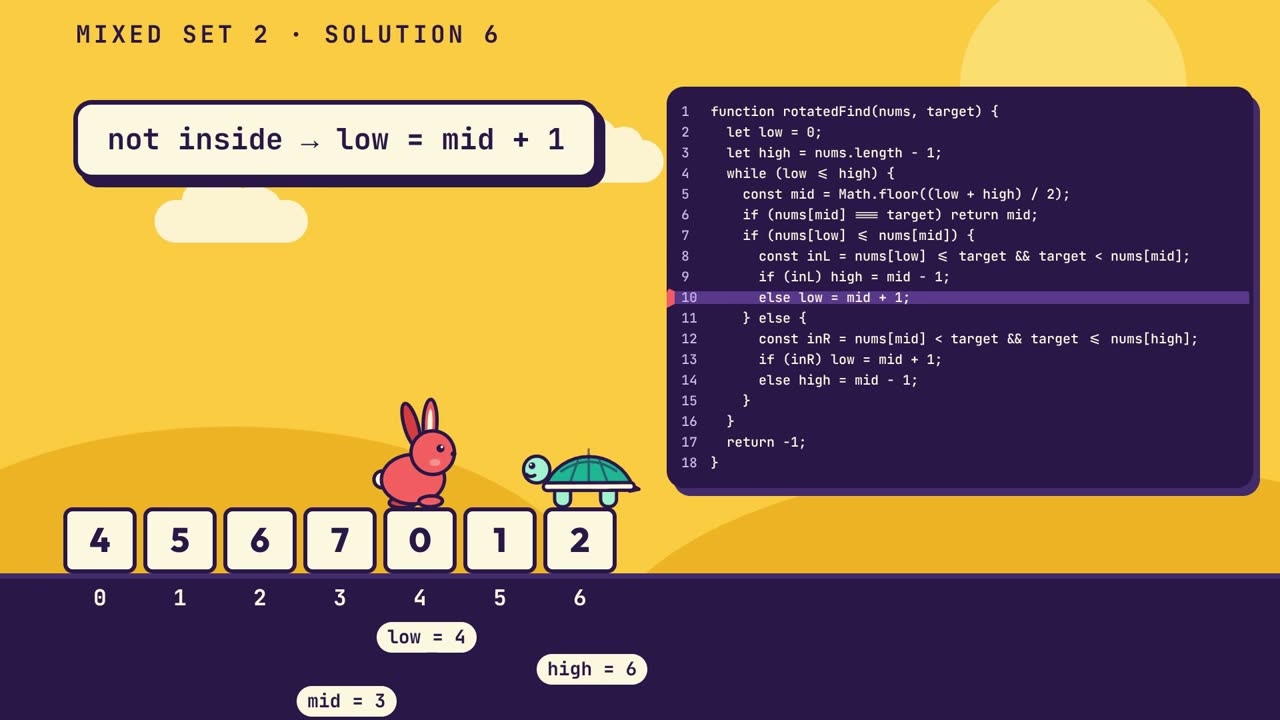 MIXED SET 2 · SOLUTION 6
not inside → low = mid + 1
1 function rotatedFind(nums, target) {
2 let low = 0;
3 let high = nums.length - 1;
4 while (low <= high) {
5 const mid = Math.floor((low + high) / 2);
6 if (nums[mid] === target) return mid;
7 if (nums[low] <= nums[mid]) {
8 const inL = nums[low] <= target && target < nums[mid];
9 if (inL) high = mid - 1;
10 else low = mid + 1;
11 } else {
12 const inR = nums[mid] < target && target <= nums[high];
13 if (inR) low = mid + 1;
14 else high = mid - 1;
15 }
16 }
17 return -1;
18 }
4 5 6 7 0 1 2
0 1 2 3 4 5 6
low = 4
high = 6
mid = 3